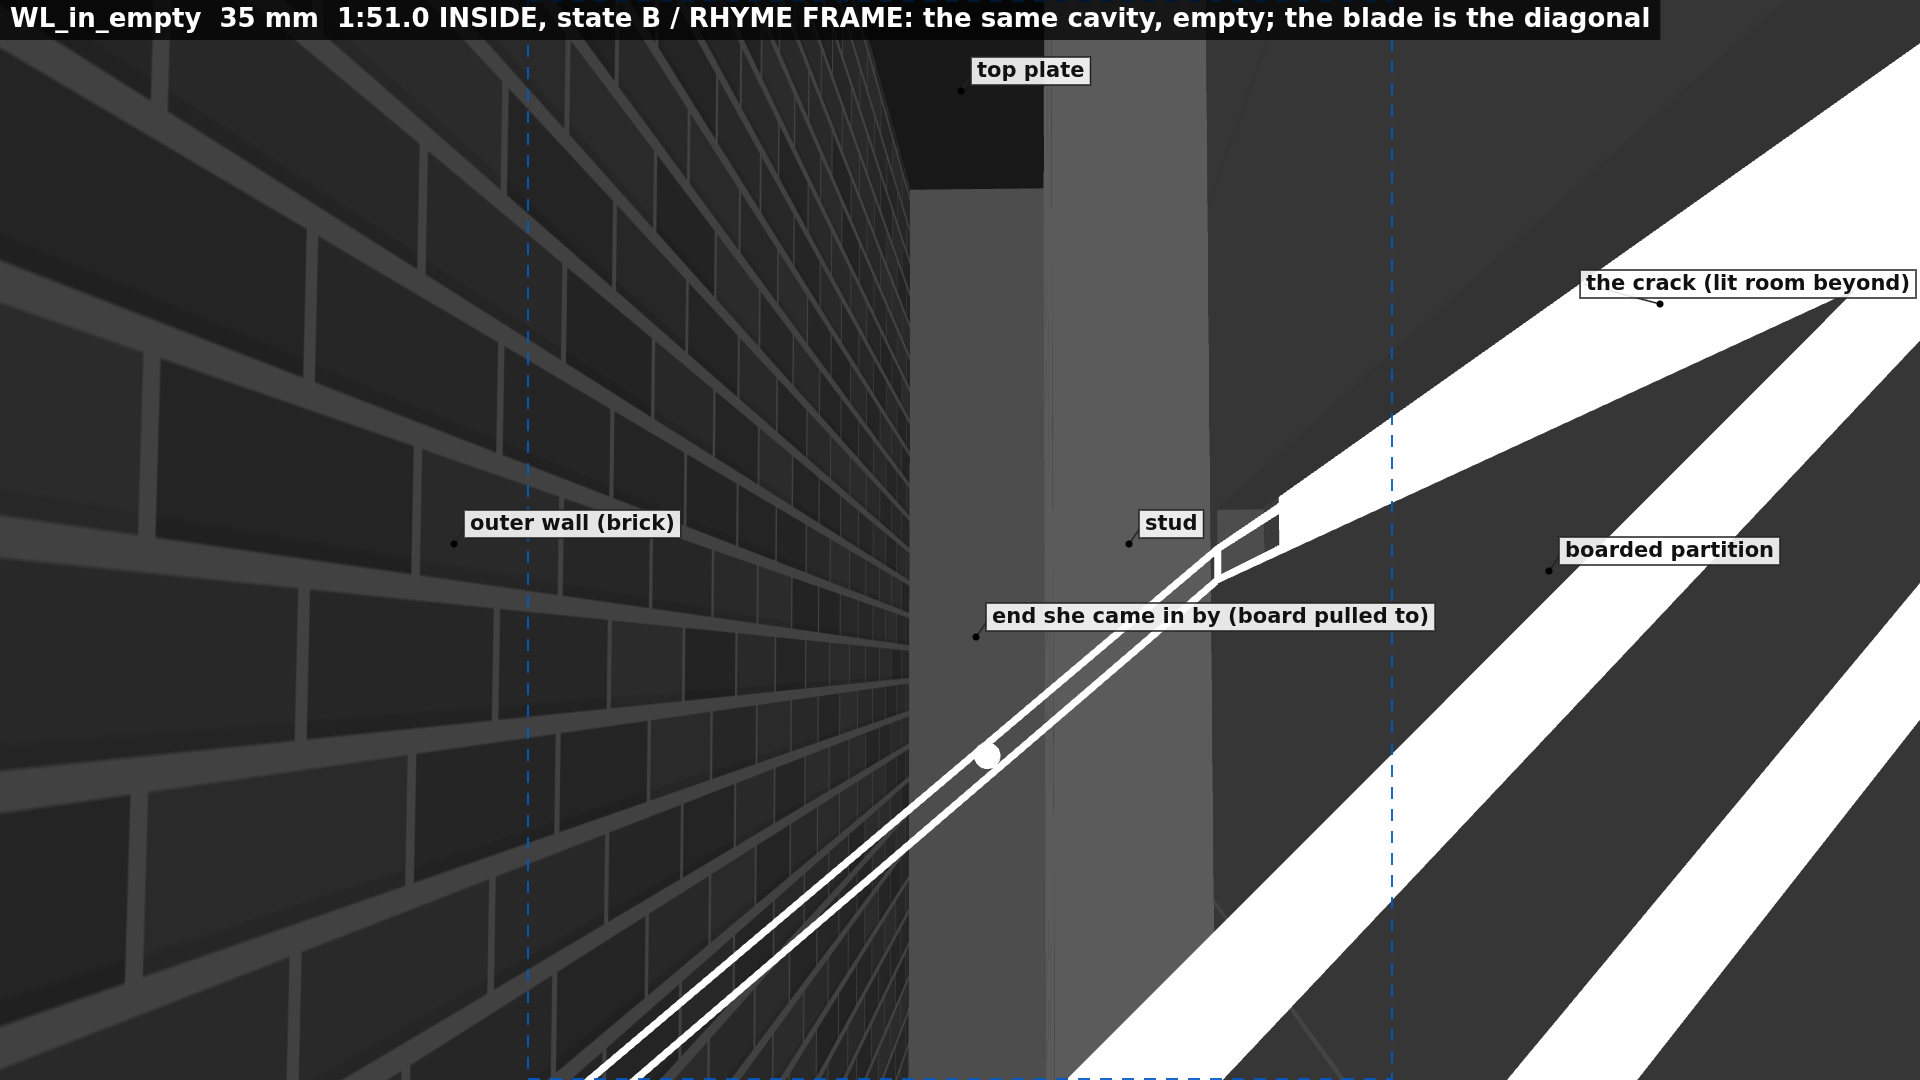 WL_in_empty 35 mm 1:51.0 INSIDE, state B / RHYME FRAME: the same cavity, empty; the blade is the diagonal
top plate
the crack (lit room beyond)
outer wall (brick)
stud
boarded partition
end she came in by (board pulled to)